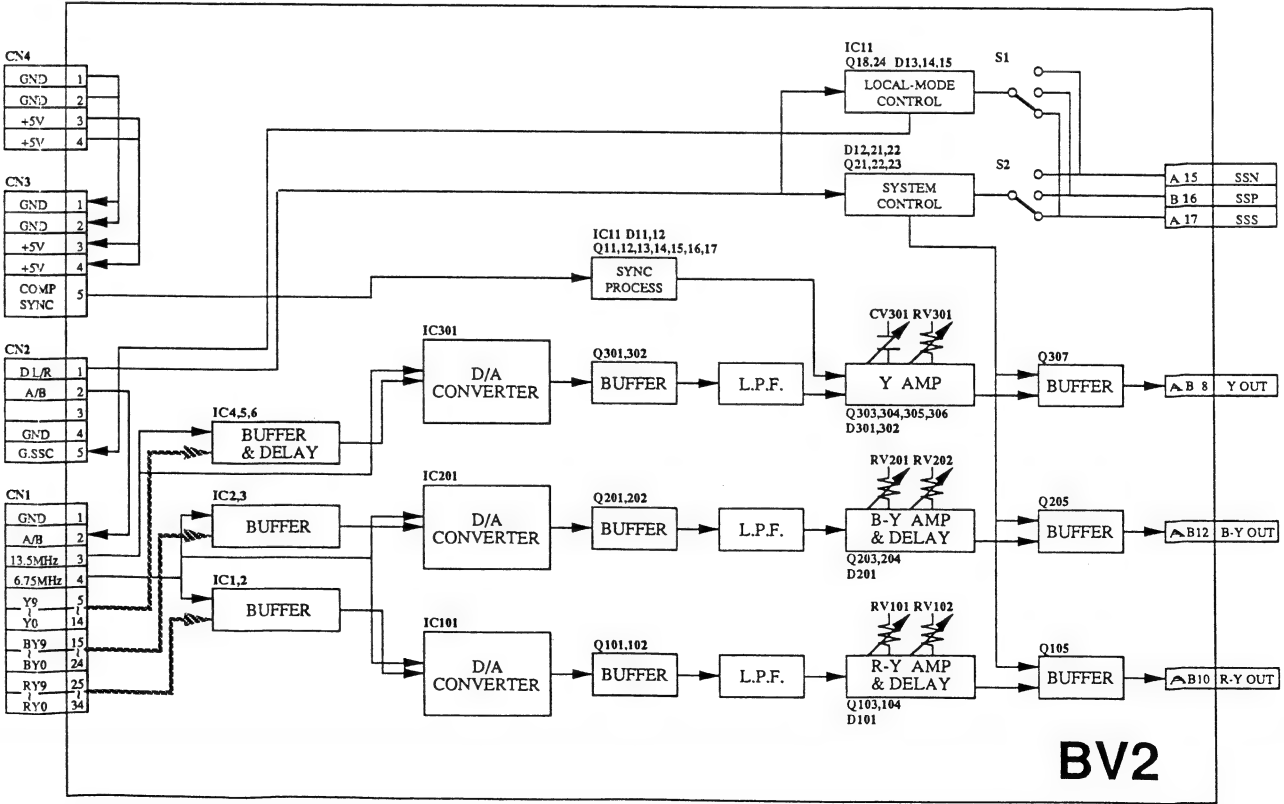 CN4
GND 1
GND 2
+5V 3
+5V 4
CN3
GND 1
GND 2
+5V 3
+5V 4
COMP SYNC 5
CN2
D L/R 1
A/B 2
3
GND 4
G.SSC 5
CN1
GND 1
A/B 2
13.5MHz 3
6.75MHz 4
Y9 5
~ ~
Y0 14
BY9 15
~ ~
BY0 24
RY9 25
~ ~
RY0 34
IC11
Q18,24 D13,14,15
LOCAL-MODE
CONTROL
S1
D12,21,22
Q21,22,23
SYSTEM
CONTROL
S2
A 15 SSN
B 16 SSP
A 17 SSS
IC11 D11,12
Q11,12,13,14,15,16,17
SYNC
PROCESS
IC4,5,6
BUFFER
& DELAY
IC301
D/A
CONVERTER
Q301,302
BUFFER
L.P.F.
CV301 RV301
Y AMP
Q303,304,305,306
D301,302
Q307
BUFFER
A B 8 Y OUT
IC2,3
BUFFER
IC201
D/A
CONVERTER
Q201,202
BUFFER
L.P.F.
RV201 RV202
B-Y AMP
& DELAY
Q203,204
D201
Q205
BUFFER
A B12 B-Y OUT
IC1,2
BUFFER
IC101
D/A
CONVERTER
Q101,102
BUFFER
L.P.F.
RV101 RV102
R-Y AMP
& DELAY
Q103,104
D101
Q105
BUFFER
A B10 R-Y OUT
BV2